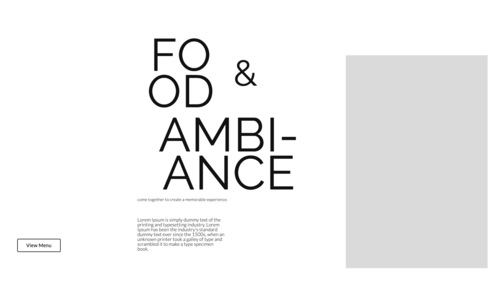 FO
OD
&
AMBI-
ANCE
come together to create a memorable experience.
Lorem Ipsum is simply dummy text of the
printing and typesetting industry. Lorem
Ipsum has been the industry's standard
dummy text ever since the 1500s, when an
unknown printer took a galley of type and
scrambled it to make a type specimen
book.
View Menu